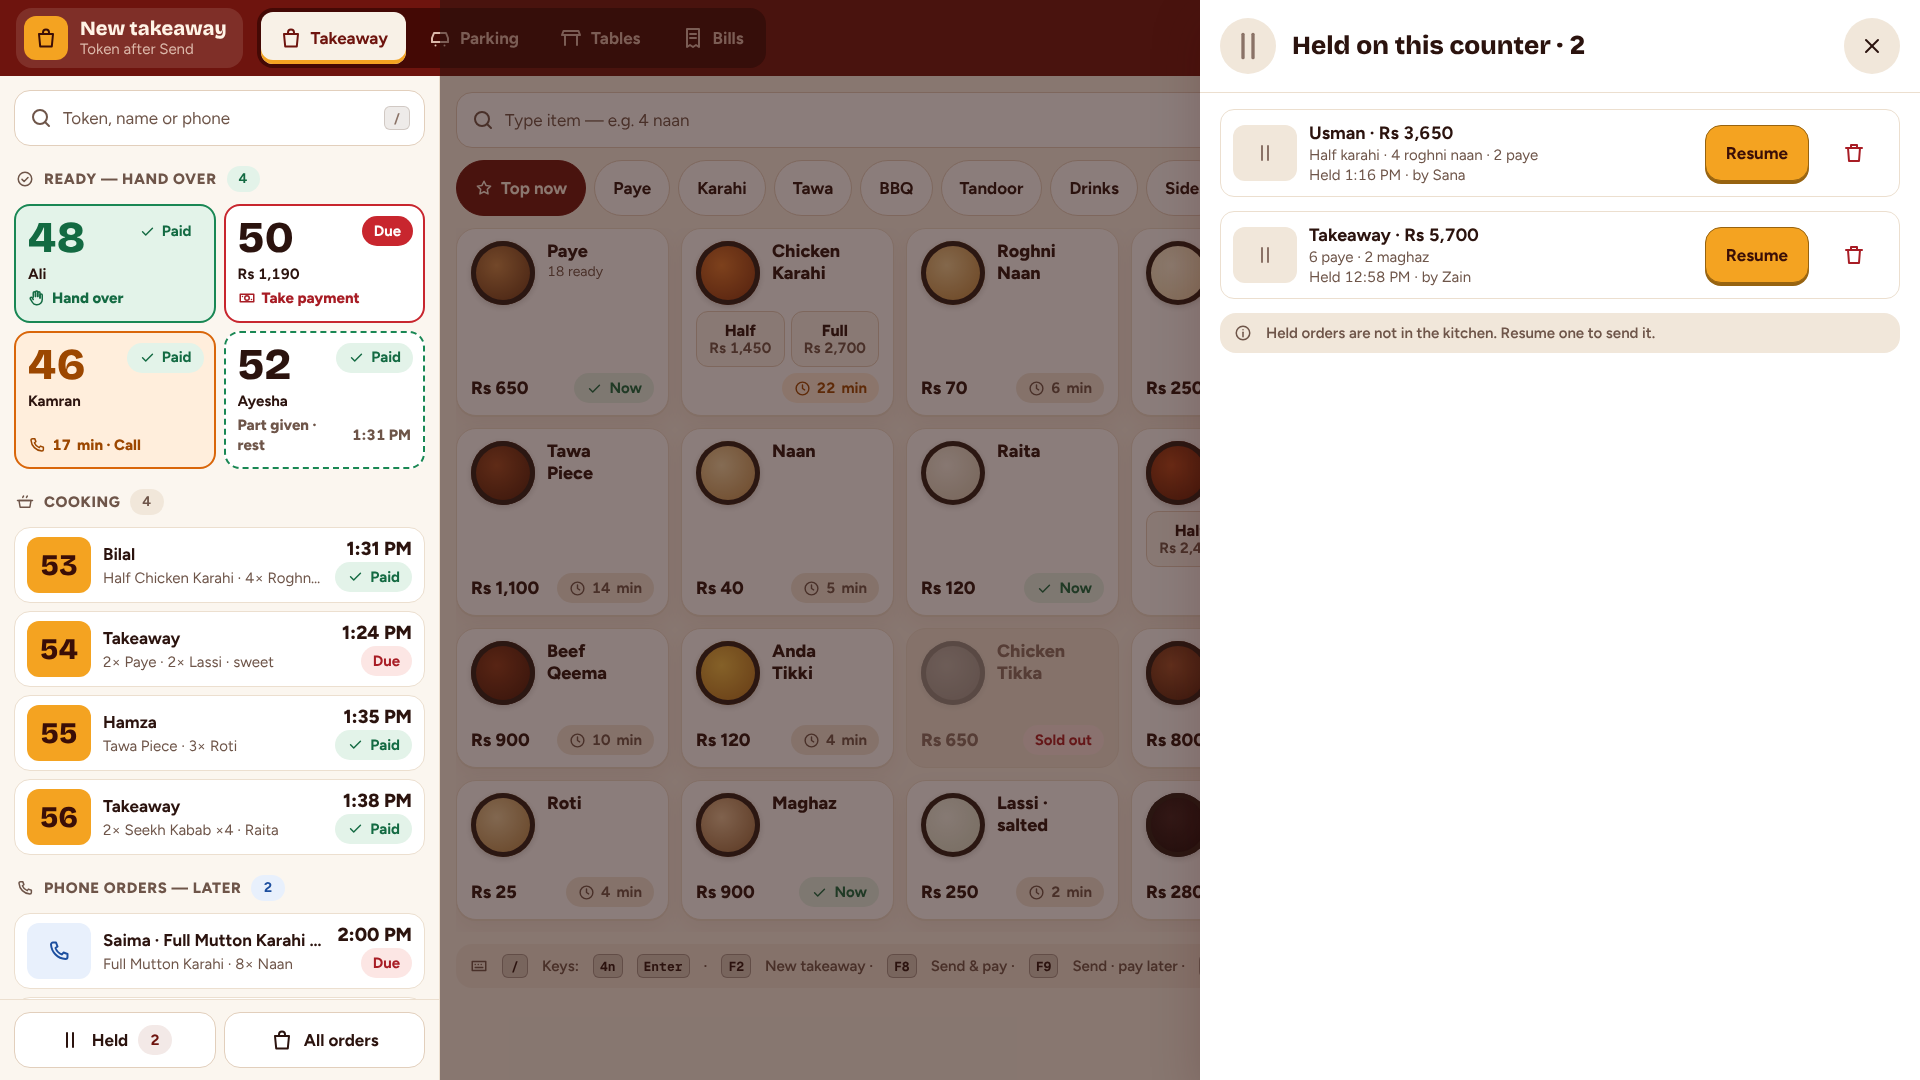 New takeaway
Token after Send
Takeaway
Parking
Tables
Bills
Token, name or phone
/
READY — HAND OVER 4
48
Paid
Ali
Hand over
50
Due
Rs 1,190
Take payment
46
Paid
Kamran
17 min · Call
52
Paid
Ayesha
Part given ·
rest
1:31 PM
COOKING 4
53
Bilal
Half Chicken Karahi · 4× Roghn...
1:31 PM
Paid
54
Takeaway
2× Paye · 2× Lassi · sweet
1:24 PM
Due
55
Hamza
Tawa Piece · 3× Roti
1:35 PM
Paid
56
Takeaway
2× Seekh Kabab ×4 · Raita
1:38 PM
Paid
PHONE ORDERS — LATER 2
Saima · Full Mutton Karahi ...
Full Mutton Karahi · 8× Naan
2:00 PM
Due
Held 2
All orders
Type item — e.g. 4 naan
Top now
Paye
Karahi
Tawa
BBQ
Tandoor
Drinks
Side
Paye
18 ready
Rs 650
Now
Chicken
Karahi
Half
Rs 1,450
Full
Rs 2,700
22 min
Roghni
Naan
Rs 70
6 min
Rs 250
Tawa
Piece
Rs 1,100
14 min
Naan
Rs 40
5 min
Raita
Rs 120
Now
Hal
Rs 2,4
Beef
Qeema
Rs 900
10 min
Anda
Tikki
Rs 120
4 min
Chicken
Tikka
Rs 650
Sold out
Rs 800
Roti
Rs 25
4 min
Maghaz
Rs 900
Now
Lassi ·
salted
Rs 250
2 min
Rs 280
/ Keys: 4n Enter · F2 New takeaway · F8 Send & pay · F9 Send · pay later ·
Held on this counter · 2
Usman · Rs 3,650
Half karahi · 4 roghni naan · 2 paye
Held 1:16 PM · by Sana
Resume
Takeaway · Rs 5,700
6 paye · 2 maghaz
Held 12:58 PM · by Zain
Resume
Held orders are not in the kitchen. Resume one to send it.